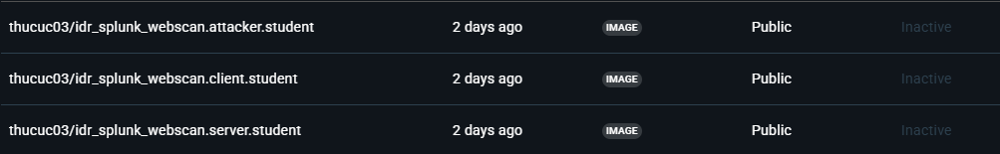 thucuc03/idr_splunk_webscan.attacker.student 2 days ago IMAGE Public Inactive
thucuc03/idr_splunk_webscan.client.student 2 days ago IMAGE Public Inactive
thucuc03/idr_splunk_webscan.server.student 2 days ago IMAGE Public Inactive